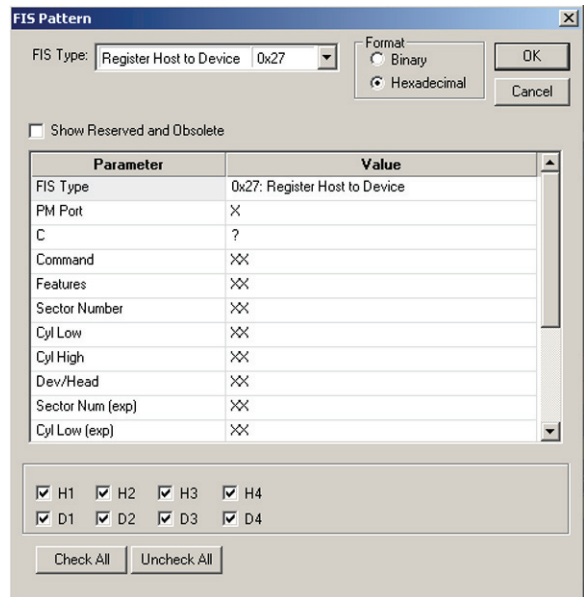 FIS Pattern
FIS Type: Register Host to Device 0x27
Format
Binary
Hexadecimal
OK
Cancel
Show Reserved and Obsolete
Parameter Value
FIS Type 0x27: Register Host to Device
PM Port X
C ?
Command XX
Features XX
Sector Number XX
Cyl Low XX
Cyl High XX
Dev/Head XX
Sector Num (exp) XX
Cyl Low (exp) XX
H1 H2 H3 H4
D1 D2 D3 D4
Check All Uncheck All